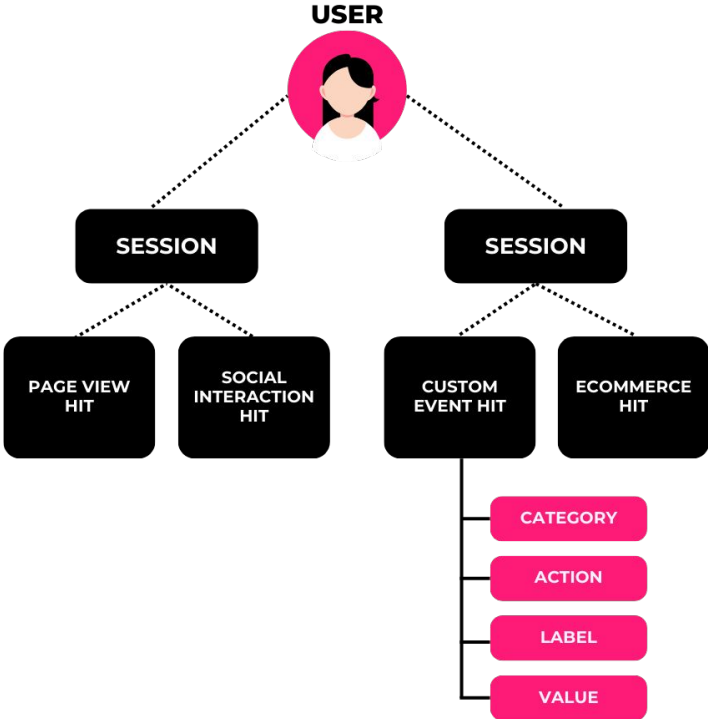 USER
SESSION
SESSION
PAGE VIEW
HIT
SOCIAL
INTERACTION
HIT
CUSTOM
EVENT HIT
ECOMMERCE
HIT
CATEGORY
ACTION
LABEL
VALUE